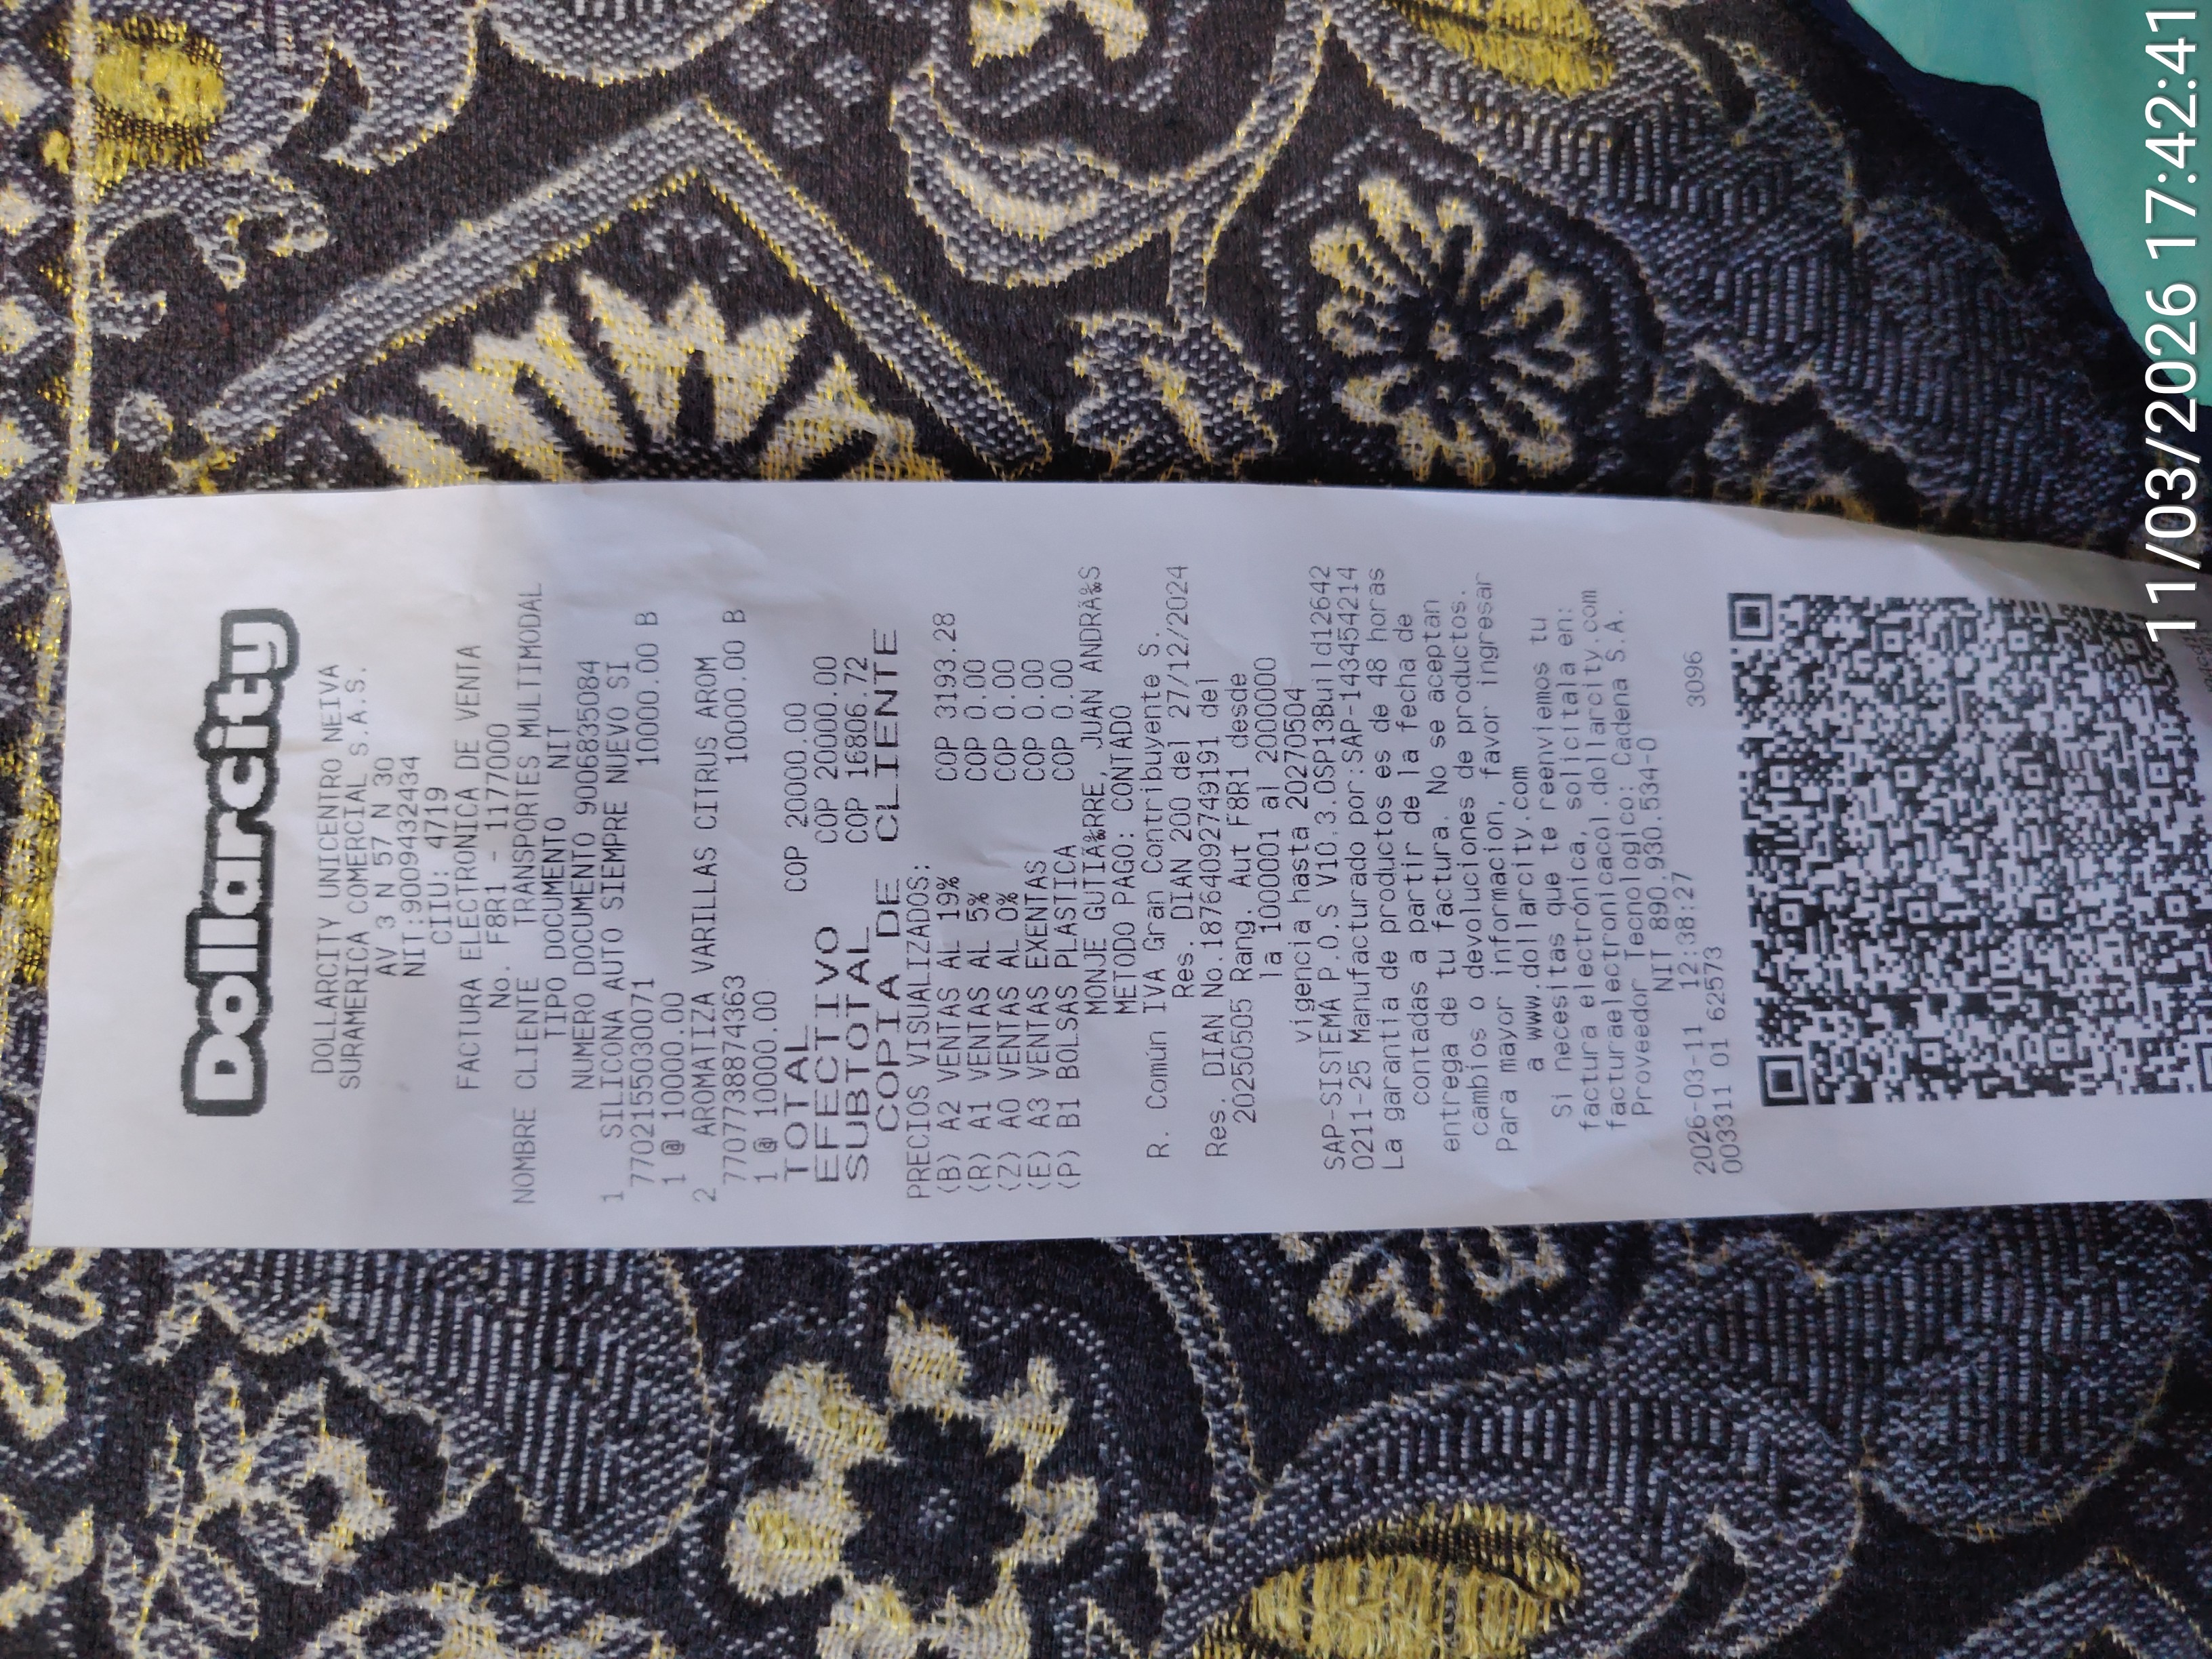 Dollarcity
DOLLARCITY UNICENTRO NEIVA
SURAMERICA COMERCIAL S.A.S.
AV 3 N 57 N 30
NIT:9009432434
CIIU: 4719
FACTURA ELECTRONICA DE VENTA
No. F8R1 - 1177000
NOMBRE CLIENTE TRANSPORTES MULTIMODAL
TIPO DOCUMENTO NIT
NUMERO DOCUMENTO 9006835084
1 SILICONA AUTO SIEMPRE NUEVO SI
7702155030071 10000.00 B
1 @ 10000.00
2 AROMATIZA VARILLAS CITRUS AROM
7707738874363 10000.00 B
1 @ 10000.00
TOTAL COP 20000.00
EFECTIVO COP 20000.00
SUBTOTAL COP 16806.72
COPIA DE CLIENTE
PRECIOS VISUALIZADOS:
(B) A2 VENTAS AL 19% COP 3193.28
(R) A1 VENTAS AL 5% COP 0.00
(Z) A0 VENTAS AL 0% COP 0.00
(E) A3 VENTAS EXENTAS COP 0.00
(P) B1 BOLSAS PLASTICA COP 0.00
MONJE GUTIÃ‰RRE, JUAN ANDRÃ‰S
METODO PAGO: CONTADO
R. Común IVA Gran Contribuyente S.
Res. DIAN 200 del 27/12/2024
Res. DIAN No.18764092749191 del
20250505 Rang. Aut F8R1 desde
la 1000001 al 2000000
vigencia hasta 20270504
SAP-SISTEMA P.O.S V10.3.0SP13Build12642
0211-25 Manufacturado por:SAP-143454214
La garantia de productos es de 48 horas
contadas a partir de la fecha de
entrega de tu factura. No se aceptan
cambios o devoluciones de productos.
Para mayor informacion, favor ingresar
a www.dollarcity.com
Si necesitas que te reenviemos tu
factura electrónica, solicitala en:
facturaelectronicacol.dollarcity.com
Proveedor Tecnologico: Cadena S.A.
NIT 890.930.534-0
2026-03-11 12:38:27 3096
003311 01 62573
11/03/2026 17:42:41